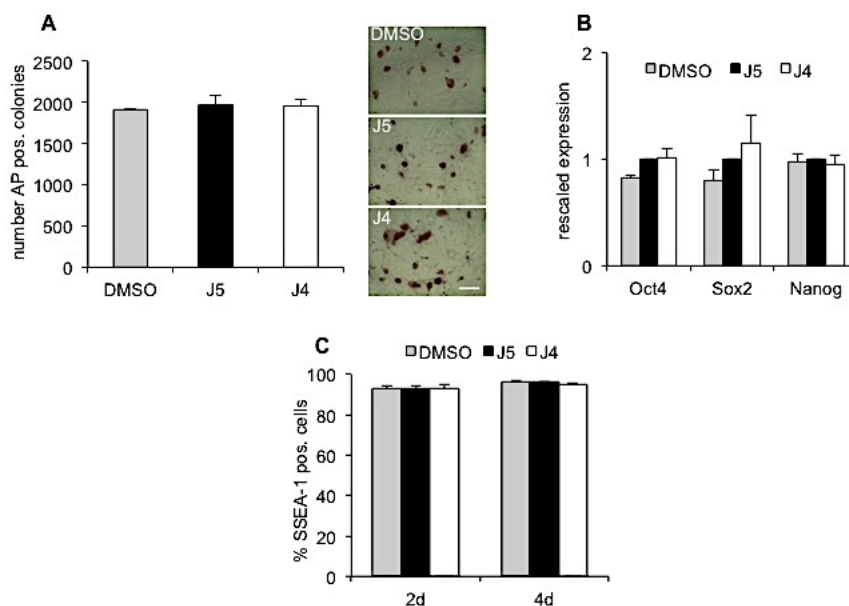 A
number AP pos. colonies
2500
2000
1500
1000
500
0
DMSO J5 J4
DMSO
J5
J4
B
rescaled expression
2
1
0
DMSO J5 J4
Oct4 Sox2 Nanog
C
DMSO J5 J4
% SSEA-1 pos. cells
100
80
60
40
20
0
2d 4d